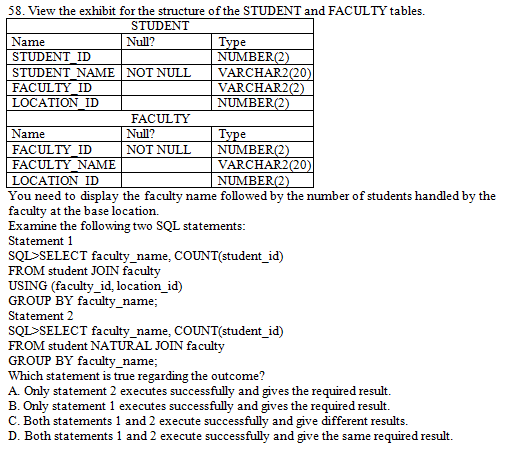 58. View the exhibit for the structure of the STUDENT and FACULTY tables.
STUDENT
Name Null? Type
STUDENT_ID NUMBER(2)
STUDENT_NAME NOT NULL VARCHAR2(20)
FACULTY_ID VARCHAR2(2)
LOCATION_ID NUMBER(2)
FACULTY
Name Null? Type
FACULTY_ID NOT NULL NUMBER(2)
FACULTY_NAME VARCHAR2(20)
LOCATION_ID NUMBER(2)
You need to display the faculty name followed by the number of students handled by the
faculty at the base location.
Examine the following two SQL statements:
Statement 1
SQL>SELECT faculty_name, COUNT(student_id)
FROM student JOIN faculty
USING (faculty_id, location_id)
GROUP BY faculty_name;
Statement 2
SQL>SELECT faculty_name, COUNT(student_id)
FROM student NATURAL JOIN faculty
GROUP BY faculty_name;
Which statement is true regarding the outcome?
A. Only statement 2 executes successfully and gives the required result.
B. Only statement 1 executes successfully and gives the required result.
C. Both statements 1 and 2 execute successfully and give different results.
D. Both statements 1 and 2 execute successfully and give the same required result.